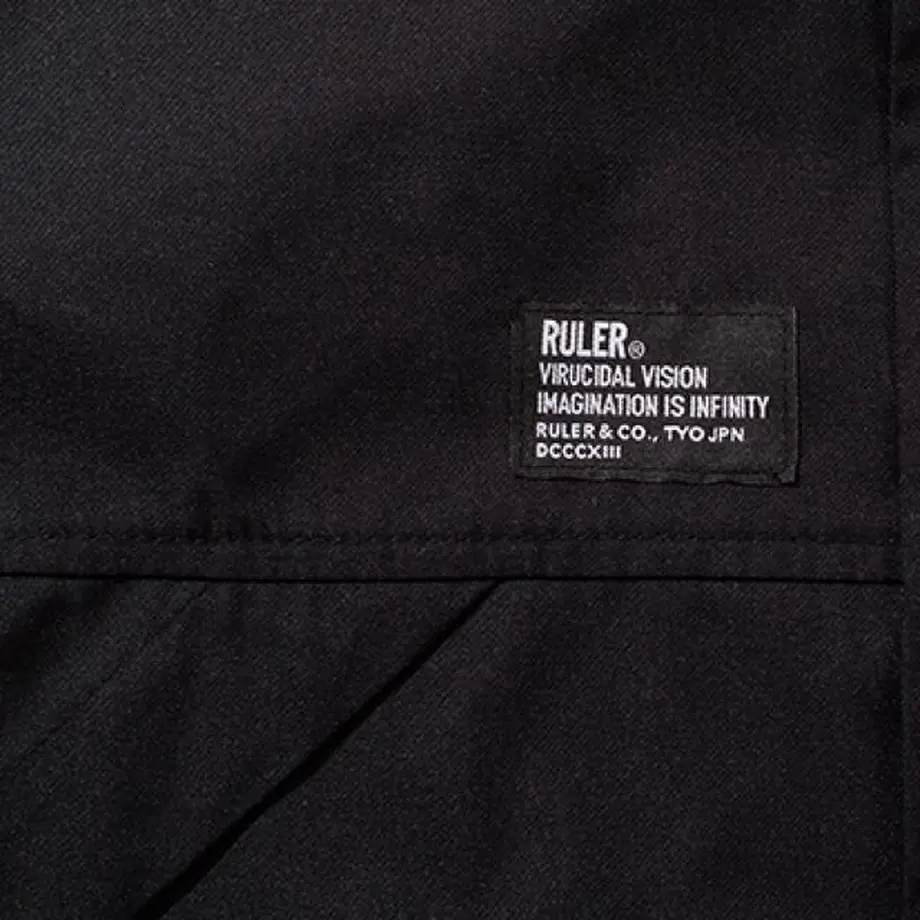 RULER®
VIRUCIDAL VISION
IMAGINATION IS INFINITY
RULER & CO., TYO JPN
DCCCXIII